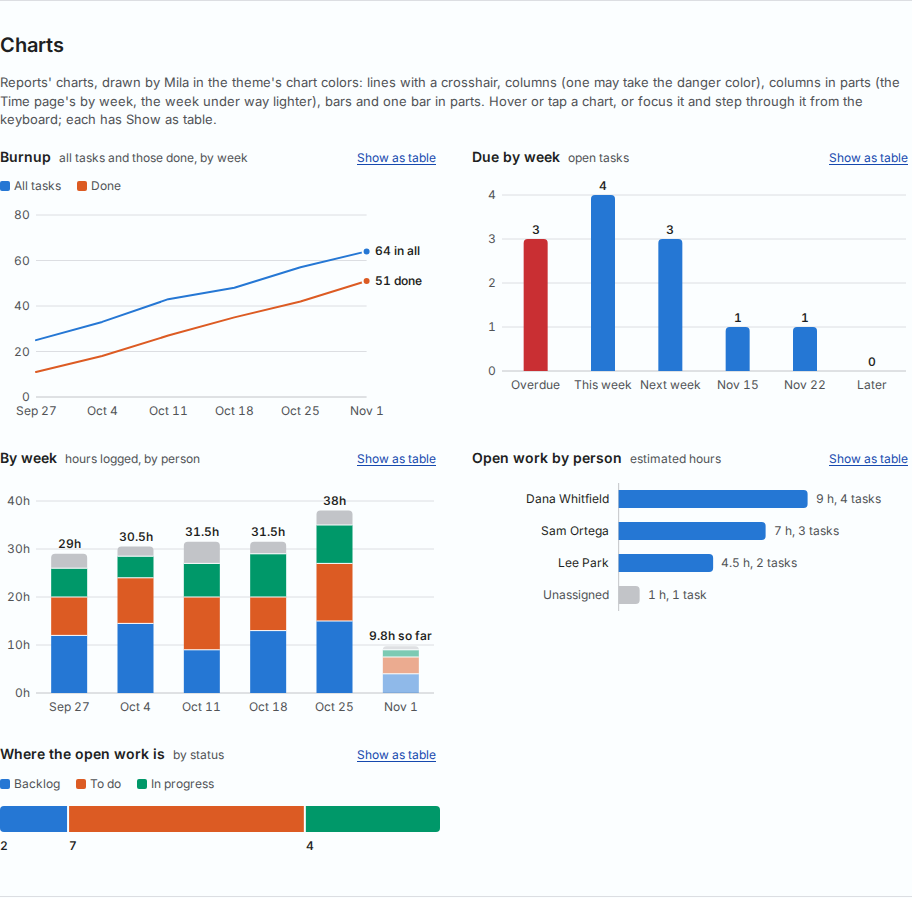 Charts
Reports' charts, drawn by Mila in the theme's chart colors: lines with a crosshair, columns (one may take the danger color), columns in parts (the
Time page's by week, the week under way lighter), bars and one bar in parts. Hover or tap a chart, or focus it and step through it from the
keyboard; each has Show as table.
Burnup all tasks and those done, by week Show as table
All tasks Done
80
60
40
20
0
64 in all
51 done
Sep 27 Oct 4 Oct 11 Oct 18 Oct 25 Nov 1
Due by week open tasks Show as table
4
3
2
1
0
3 4 3 1 1 0
Overdue This week Next week Nov 15 Nov 22 Later
By week hours logged, by person Show as table
40h
30h
20h
10h
0h
29h 30.5h 31.5h 31.5h 38h 9.8h so far
Sep 27 Oct 4 Oct 11 Oct 18 Oct 25 Nov 1
Open work by person estimated hours Show as table
Dana Whitfield 9 h, 4 tasks
Sam Ortega 7 h, 3 tasks
Lee Park 4.5 h, 2 tasks
Unassigned 1 h, 1 task
Where the open work is by status Show as table
Backlog To do In progress
2 7 4